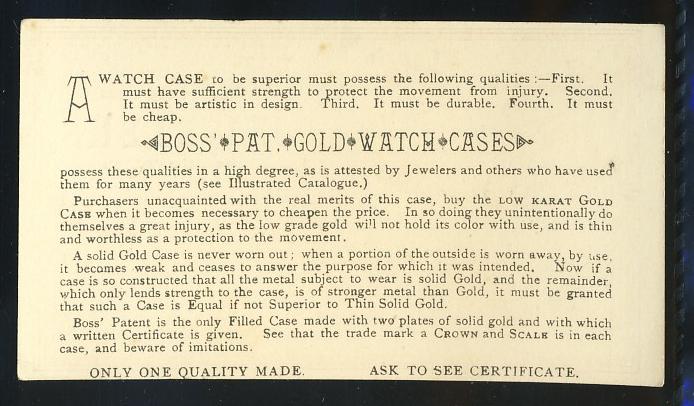 A WATCH CASE to be superior must possess the following qualities :—First. It
must have sufficient strength to protect the movement from injury. Second.
It must be artistic in design. Third. It must be durable. Fourth. It must
be cheap.
BOSS' PAT. GOLD WATCH CASES
possess these qualities in a high degree, as is attested by Jewelers and others who have used
them for many years (see Illustrated Catalogue.)
Purchasers unacquainted with the real merits of this case, buy the LOW KARAT GOLD
CASE when it becomes necessary to cheapen the price. In so doing they unintentionally do
themselves a great injury, as the low grade gold will not hold its color with use, and is thin
and worthless as a protection to the movement.
A solid Gold Case is never worn out; when a portion of the outside is worn away, by use,
it becomes weak and ceases to answer the purpose for which it was intended. Now if a
case is so constructed that all the metal subject to wear is solid Gold, and the remainder,
which only lends strength to the case, is of stronger metal than Gold, it must be granted
that such a Case is Equal if not Superior to Thin Solid Gold.
Boss' Patent is the only Filled Case made with two plates of solid gold and with which
a written Certificate is given. See that the trade mark a CROWN and SCALE is in each
case, and beware of imitations.
ONLY ONE QUALITY MADE. ASK TO SEE CERTIFICATE.